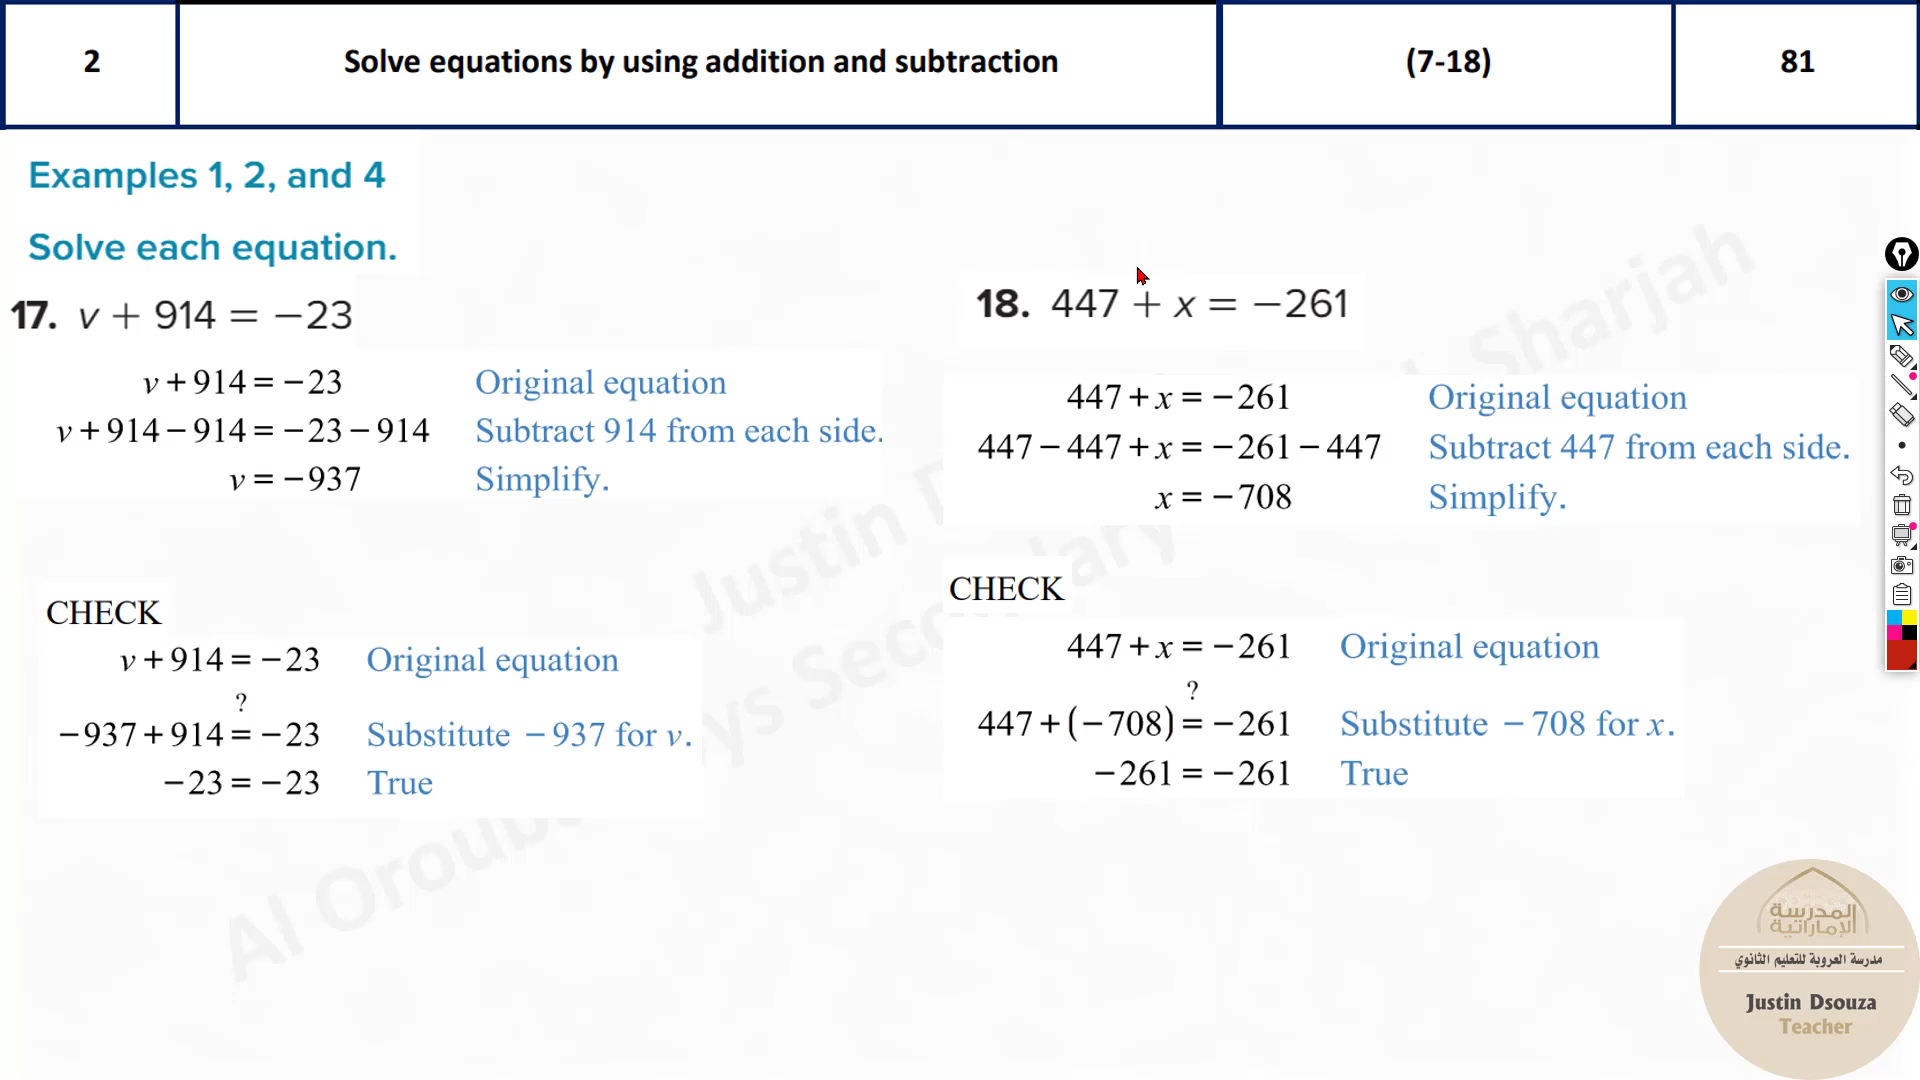 2 Solve equations by using addition and subtraction (7-18) 81
Examples 1, 2, and 4
Solve each equation.
17. v + 914 = −23
v + 914 = −23 Original equation
v + 914 − 914 = −23 − 914 Subtract 914 from each side.
v = −937 Simplify.
CHECK
v + 914 = −23 Original equation
?
−937 + 914 = −23 Substitute −937 for v.
−23 = −23 True
18. 447 + x = −261
447 + x = −261 Original equation
447 − 447 + x = −261 − 447 Subtract 447 from each side.
x = −708 Simplify.
CHECK
447 + x = −261 Original equation
?
447 + (−708) = −261 Substitute −708 for x.
−261 = −261 True
المدرسة
الإماراتية
مدرسة العروبة للتعليم الثانوي
Justin Dsouza
Teacher